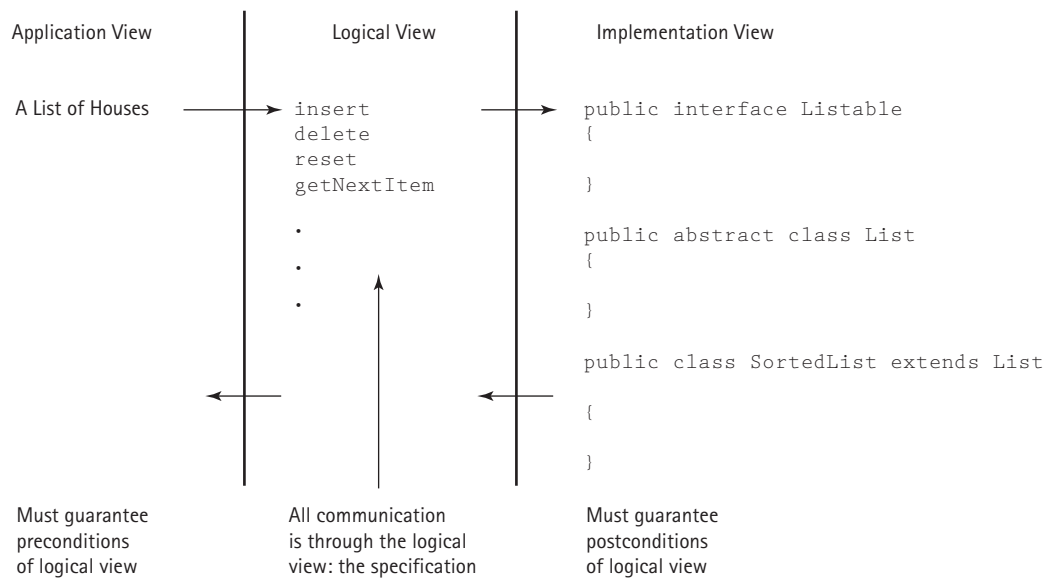 Application View
Logical View
Implementation View
A List of Houses
insert
delete
reset
getNextItem
.
.
.
public interface Listable
{
}
public abstract class List
{
}
public class SortedList extends List
{
}
Must guarantee
preconditions
of logical view
All communication
is through the logical
view: the specification
Must guarantee
postconditions
of logical view